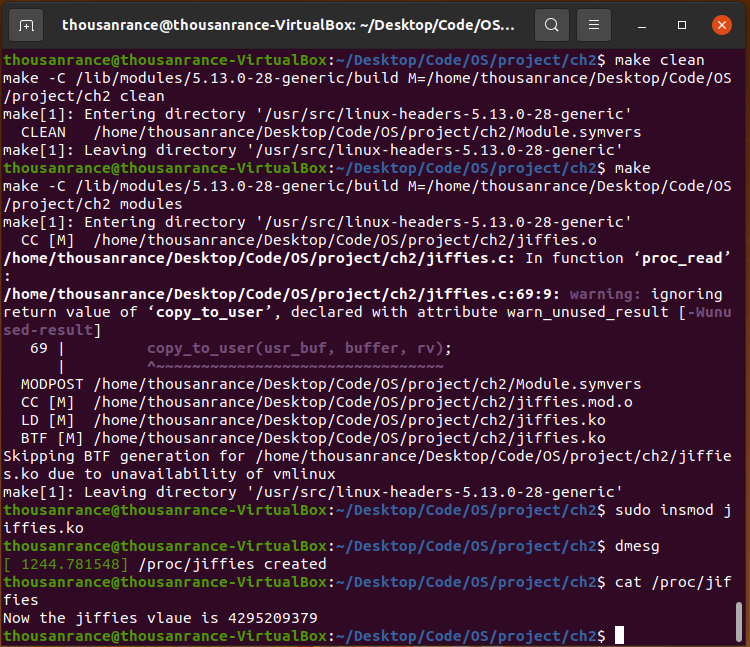 thousanrance@thousanrance-VirtualBox: ~/Desktop/Code/OS...
thousanrance@thousanrance-VirtualBox:~/Desktop/Code/OS/project/ch2$ make clean
make -C /lib/modules/5.13.0-28-generic/build M=/home/thousanrance/Desktop/Code/OS
/project/ch2 clean
make[1]: Entering directory '/usr/src/linux-headers-5.13.0-28-generic'
  CLEAN   /home/thousanrance/Desktop/Code/OS/project/ch2/Module.symvers
make[1]: Leaving directory '/usr/src/linux-headers-5.13.0-28-generic'
thousanrance@thousanrance-VirtualBox:~/Desktop/Code/OS/project/ch2$ make
make -C /lib/modules/5.13.0-28-generic/build M=/home/thousanrance/Desktop/Code/OS
/project/ch2 modules
make[1]: Entering directory '/usr/src/linux-headers-5.13.0-28-generic'
  CC [M]  /home/thousanrance/Desktop/Code/OS/project/ch2/jiffies.o
/home/thousanrance/Desktop/Code/OS/project/ch2/jiffies.c: In function ‘proc_read’
:
/home/thousanrance/Desktop/Code/OS/project/ch2/jiffies.c:69:9: warning: ignoring
return value of ‘copy_to_user’, declared with attribute warn_unused_result [-Wunu
sed-result]
   69 |         copy_to_user(usr_buf, buffer, rv);
      |         ^~~~~~~~~~~~~~~~~~~~~~~~~~~~~~~~~
  MODPOST /home/thousanrance/Desktop/Code/OS/project/ch2/Module.symvers
  CC [M]  /home/thousanrance/Desktop/Code/OS/project/ch2/jiffies.mod.o
  LD [M]  /home/thousanrance/Desktop/Code/OS/project/ch2/jiffies.ko
  BTF [M] /home/thousanrance/Desktop/Code/OS/project/ch2/jiffies.ko
Skipping BTF generation for /home/thousanrance/Desktop/Code/OS/project/ch2/jiffie
s.ko due to unavailability of vmlinux
make[1]: Leaving directory '/usr/src/linux-headers-5.13.0-28-generic'
thousanrance@thousanrance-VirtualBox:~/Desktop/Code/OS/project/ch2$ sudo insmod j
iffies.ko
thousanrance@thousanrance-VirtualBox:~/Desktop/Code/OS/project/ch2$ dmesg
[ 1244.781548] /proc/jiffies created
thousanrance@thousanrance-VirtualBox:~/Desktop/Code/OS/project/ch2$ cat /proc/jif
fies
Now the jiffies vlaue is 4295209379
thousanrance@thousanrance-VirtualBox:~/Desktop/Code/OS/project/ch2$